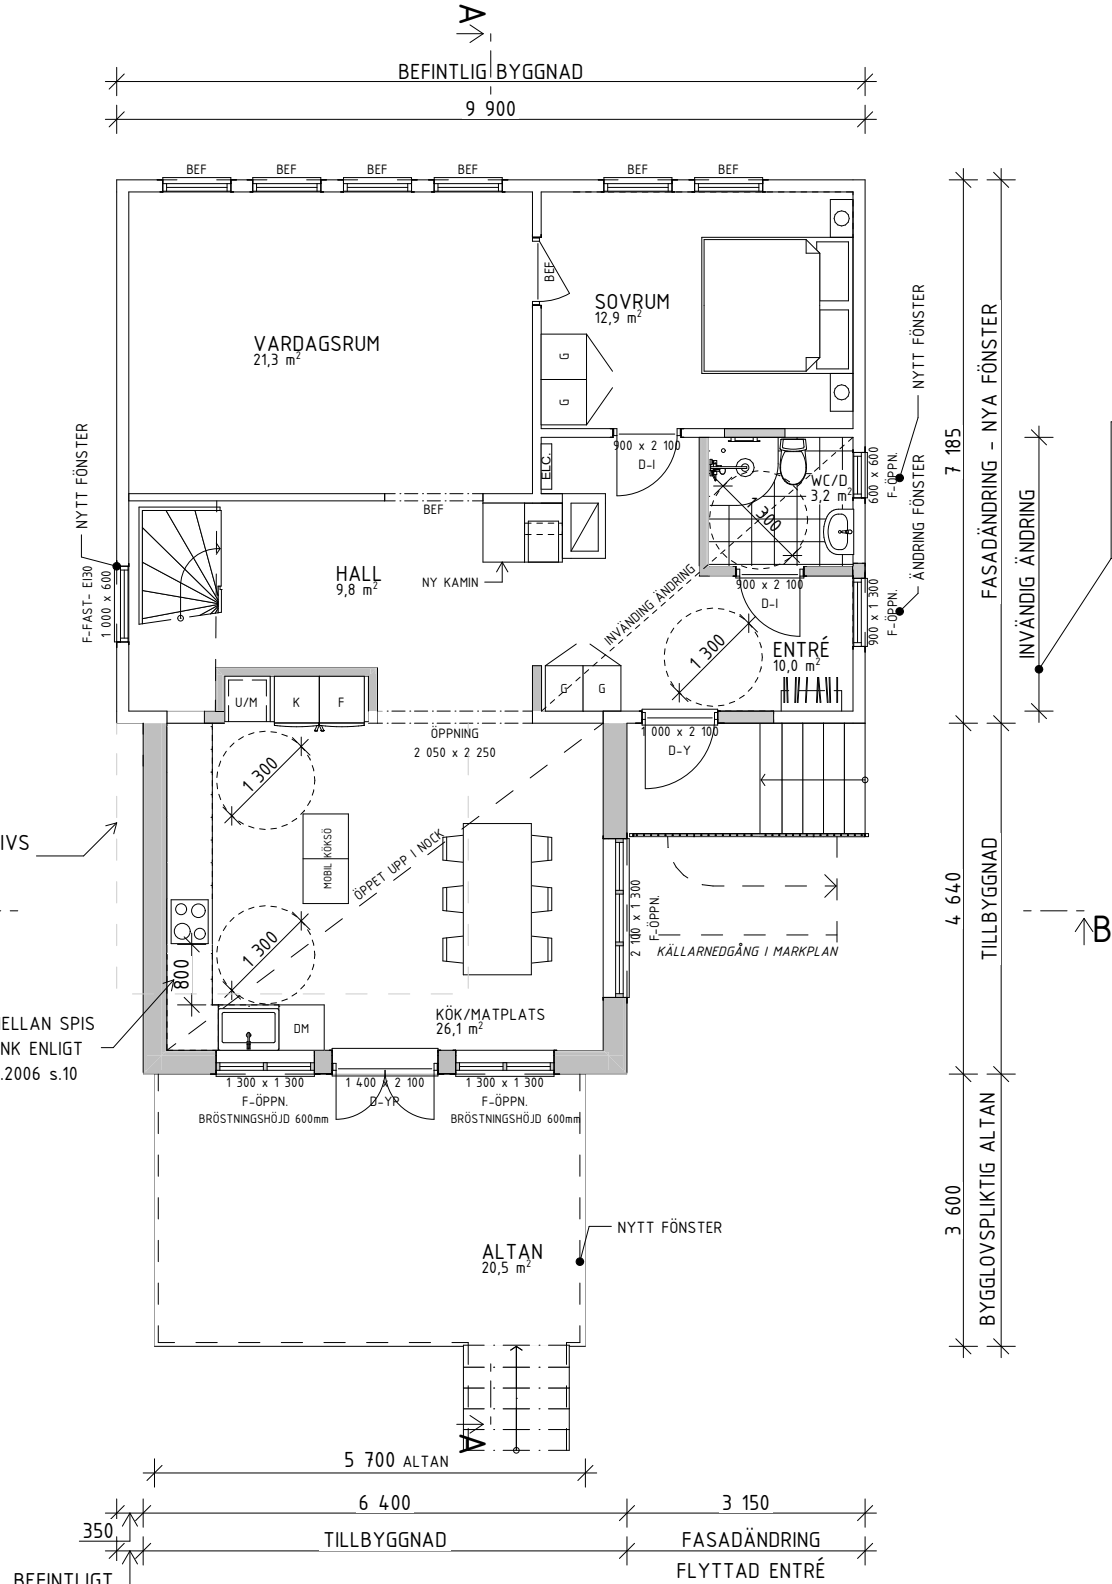 A
BEFINTLIG BYGGNAD
9 900
BEF
BEF
BEF
BEF
BEF
BEF
BEF
SOVRUM
12,9 m²
VARDAGSRUM
21,3 m²
G
G
NYTT FÖNSTER
7 185
FASADÄNDRING - NYA FÖNSTER
NYTT FÖNSTER
900 x 2 100
D-I
ELC.
WC/D
3,2 m²
1 300
600 x 600
F-ÖPPN.
ÄNDRING FÖNSTER
INVÄNDIG ÄNDRING
BEF
HALL
9,8 m²
NY KAMIN
F-FAST- EI30
1 000 x 600
INVÄNDING ÄNDRING
900 x 2 100
D-I
900 x 1 300
F-ÖPPN.
ENTRÉ
10,0 m²
1 300
G
G
U/M
K
F
ÖPPNING
2 050 x 2 250
1 000 x 2 100
D-Y
1 300
IVS
MOBIL KÖKSÖ
ÖPPET UPP I NOCK
2 100 x 1 300
F-ÖPPN.
4 640
TILLBYGGNAD
B
KÄLLARNEDGÅNG I MARKPLAN
1 300
800
KÖK/MATPLATS
26,1 m²
DM
ELLAN SPIS
NK ENLIGT
.2006 s.10
1 300 x 1 300
F-ÖPPN.
BRÖSTNINGSHÖJD 600mm
1 400 x 2 100
D-YP
1 300 x 1 300
F-ÖPPN.
BRÖSTNINGSHÖJD 600mm
3 600
BYGGLOVSPLIKTIG ALTAN
NYTT FÖNSTER
ALTAN
20,5 m²
A
5 700 ALTAN
6 400
3 150
350
TILLBYGGNAD
FASADÄNDRING
FLYTTAD ENTRÉ
BEFINTLIGT